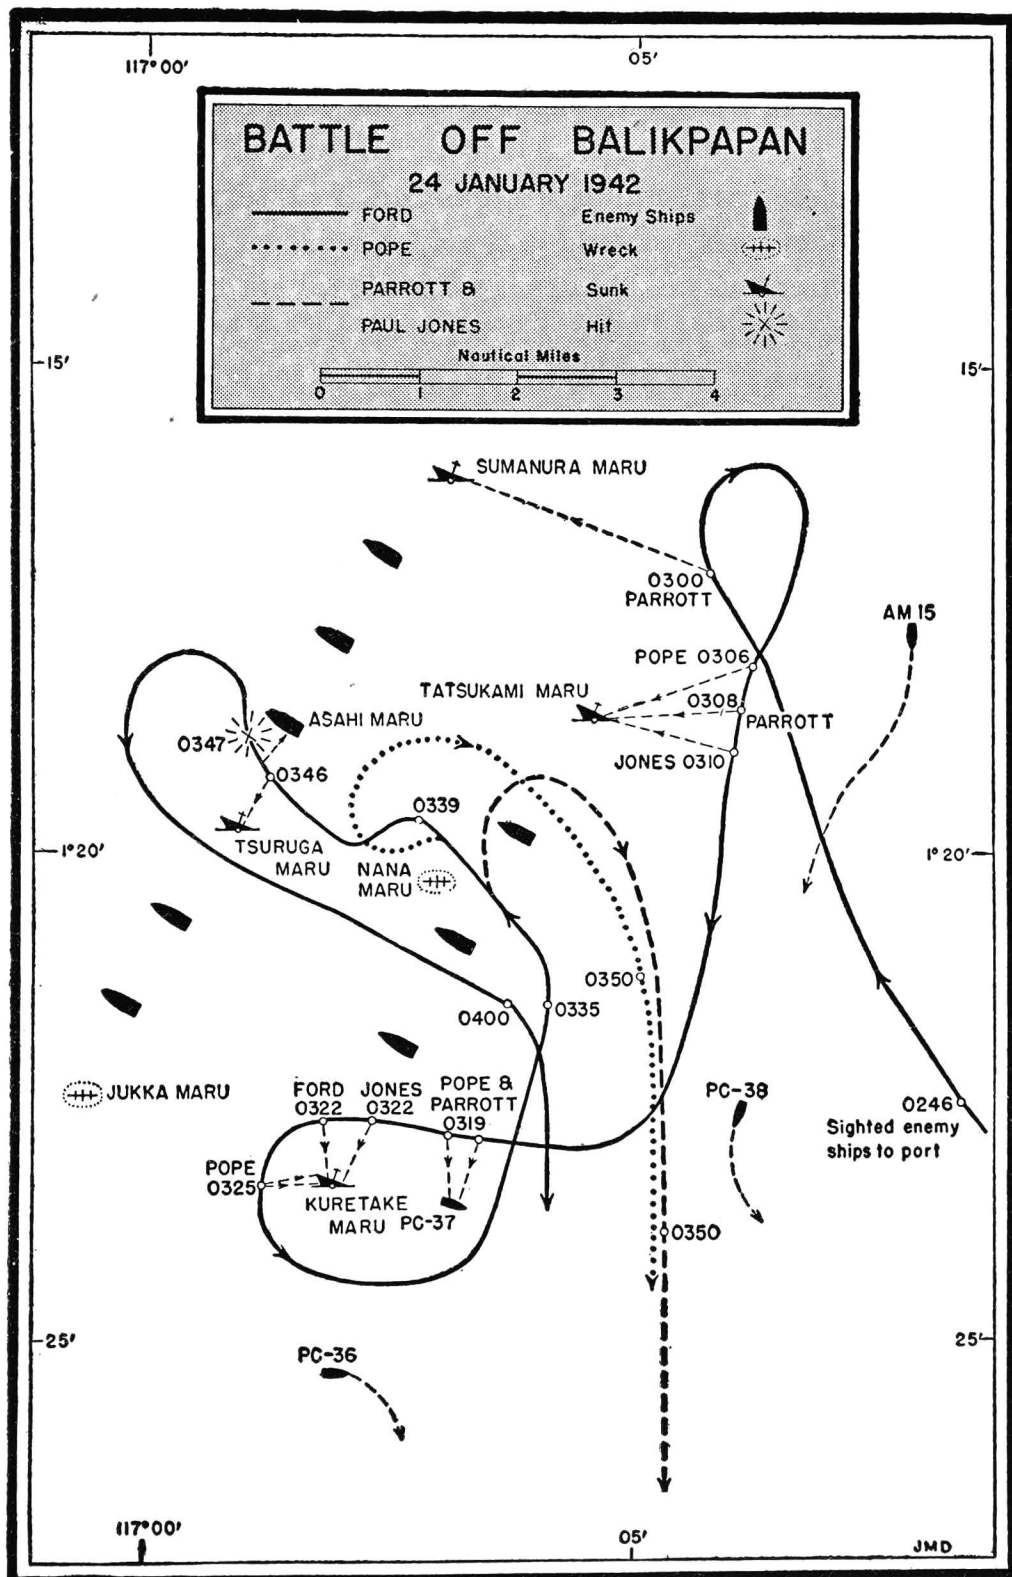 117°00'
05'
BATTLE OFF BALIKPAPAN
24 JANUARY 1942
FORD
Enemy Ships
POPE
Wreck
PARROTT &
PAUL JONES
Sunk
Hit
Nautical Miles
0 1 2 3 4
15'
15'
SUMANURA MARU
0300
PARROTT
AM 15
POPE 0306
TATSUKAMI MARU
0308
PARROTT
JONES 0310
ASAHI MARU
0347
0346
0339
TSURUGA
MARU
NANA
MARU
1°20'
1°20'
0350
0400
0335
JUKKA MARU
FORD
0322
JONES
0322
POPE &
PARROTT
0319
PC-38
0246
Sighted enemy
ships to port
POPE
0325
KURETAKE
MARU
PC-37
0350
25'
25'
PC-36
117°00'
05'
JMD